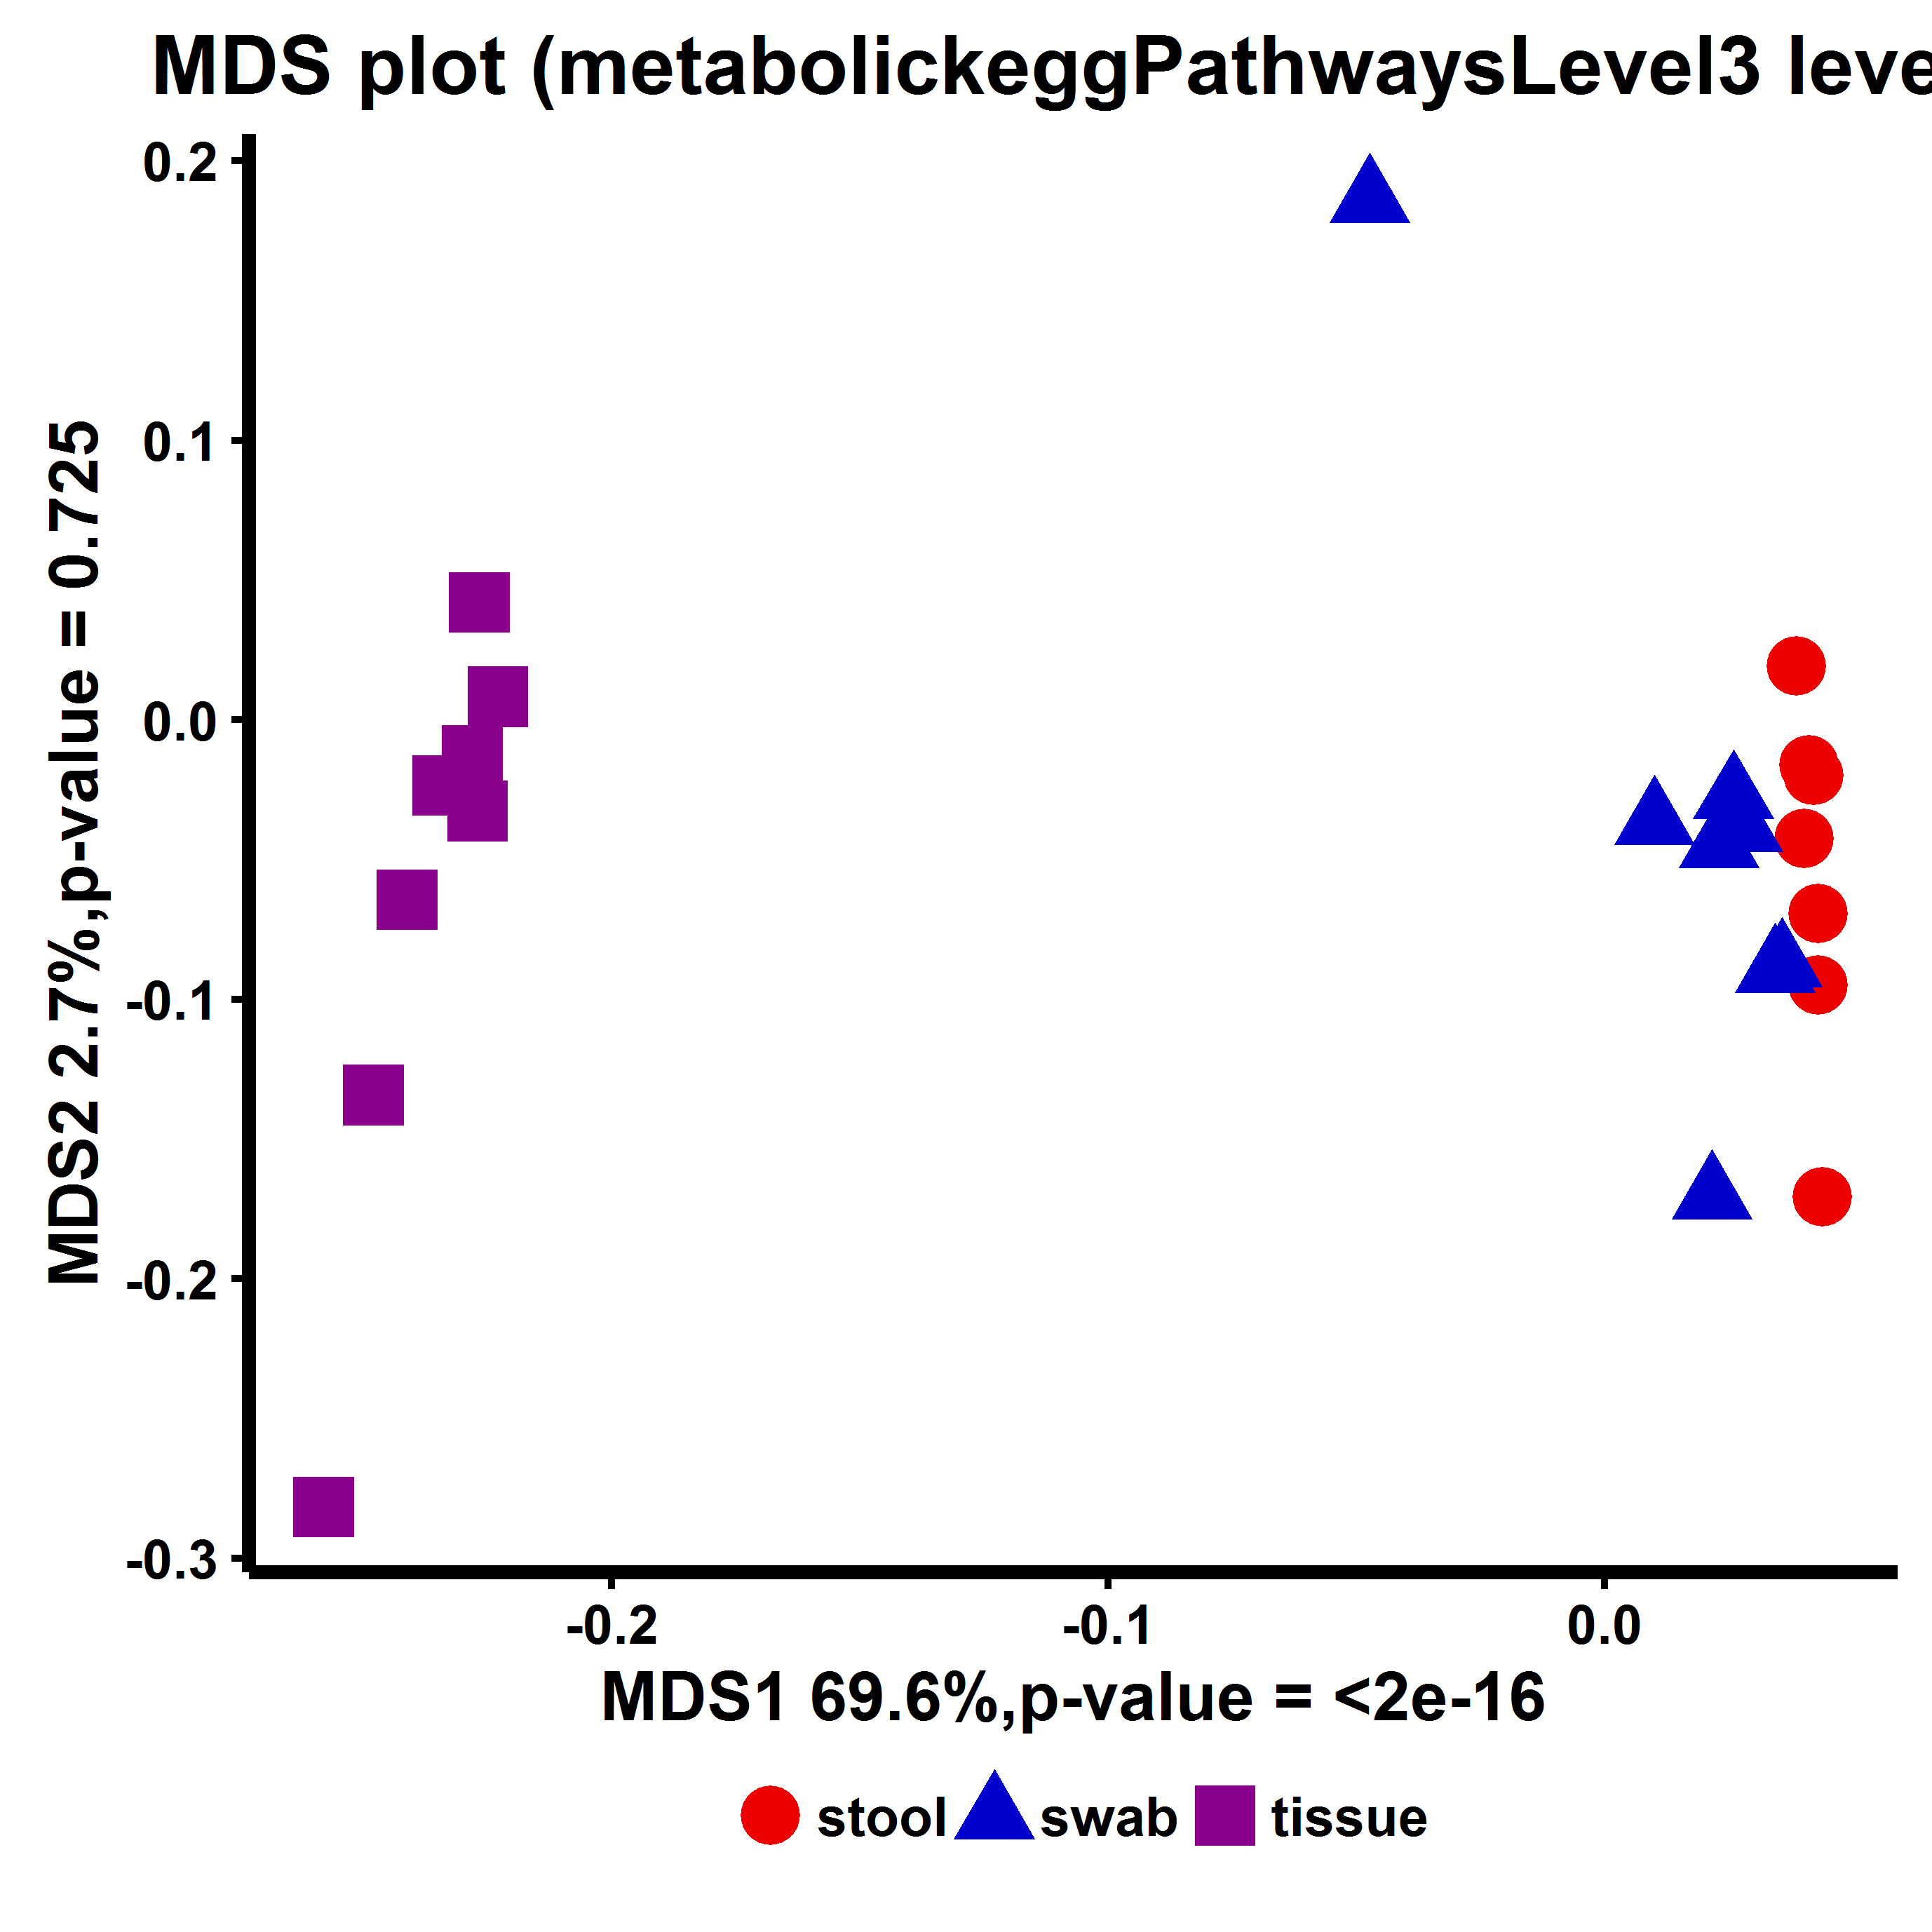 MDS plot (metabolickeggPathwaysLevel3 leve
0.2
0.1
0.0
-0.1
-0.2
-0.3
MDS2 2.7%,p-value = 0.725
-0.2 -0.1 0.0
MDS1 69.6%,p-value = <2e-16
stool swab tissue